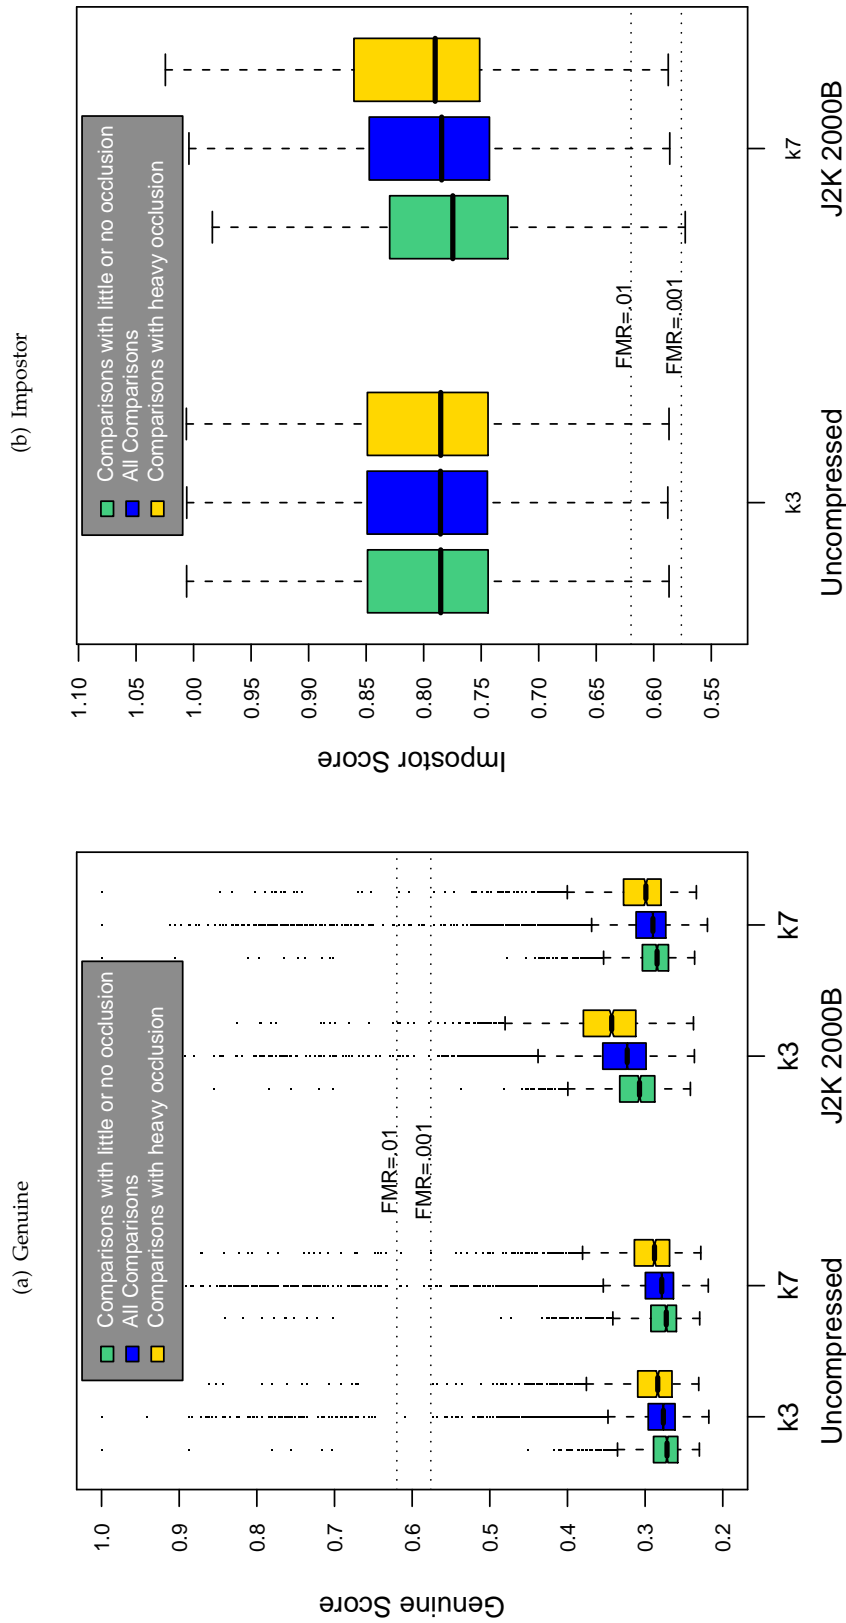 (a) Genuine
Genuine Score
1.0
0.9
0.8
0.7
0.6
0.5
0.4
0.3
0.2
Comparisons with little or no occlusion
All Comparisons
Comparisons with heavy occlusion
FMR=.01
FMR=.001
k3
k7
k3
k7
Uncompressed
J2K 2000B
(b) Impostor
Impostor Score
1.10
1.05
1.00
0.95
0.90
0.85
0.80
0.75
0.70
0.65
0.60
0.55
Comparisons with little or no occlusion
All Comparisons
Comparisons with heavy occlusion
FMR=.01
FMR=.001
k3
k7
Uncompressed
J2K 2000B